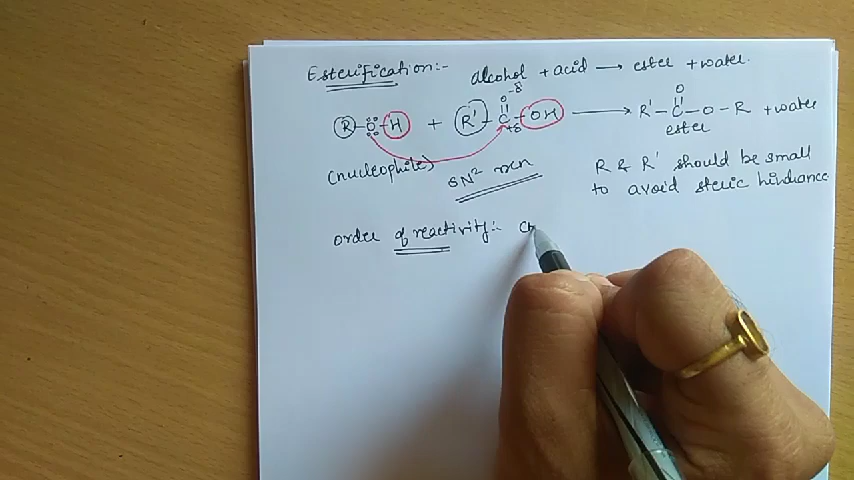 Esterification:- alcohol + acid → ester + water.
R-Ö-H + R'-C-OH → R'-C-O-R + water
O -δ
+δ
O
ester
(nucleophile) SN² rxn
R & R' should be small
to avoid steric hindrance
order of reactivity:- CH